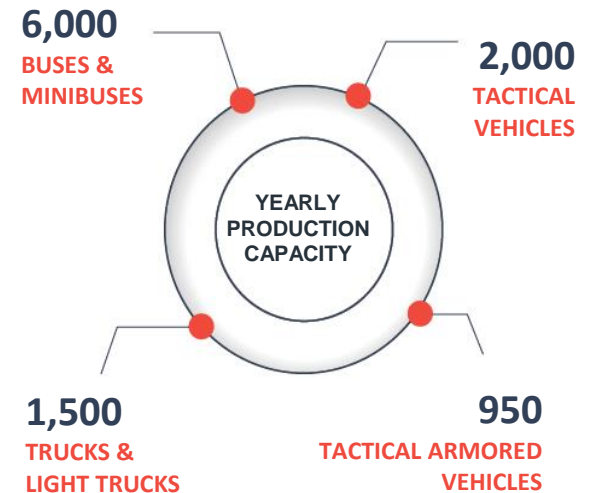 6,000
BUSES &
MINIBUSES
2,000
TACTICAL
VEHICLES
YEARLY
PRODUCTION
CAPACITY
1,500
TRUCKS &
LIGHT TRUCKS
950
TACTICAL ARMORED
VEHICLES